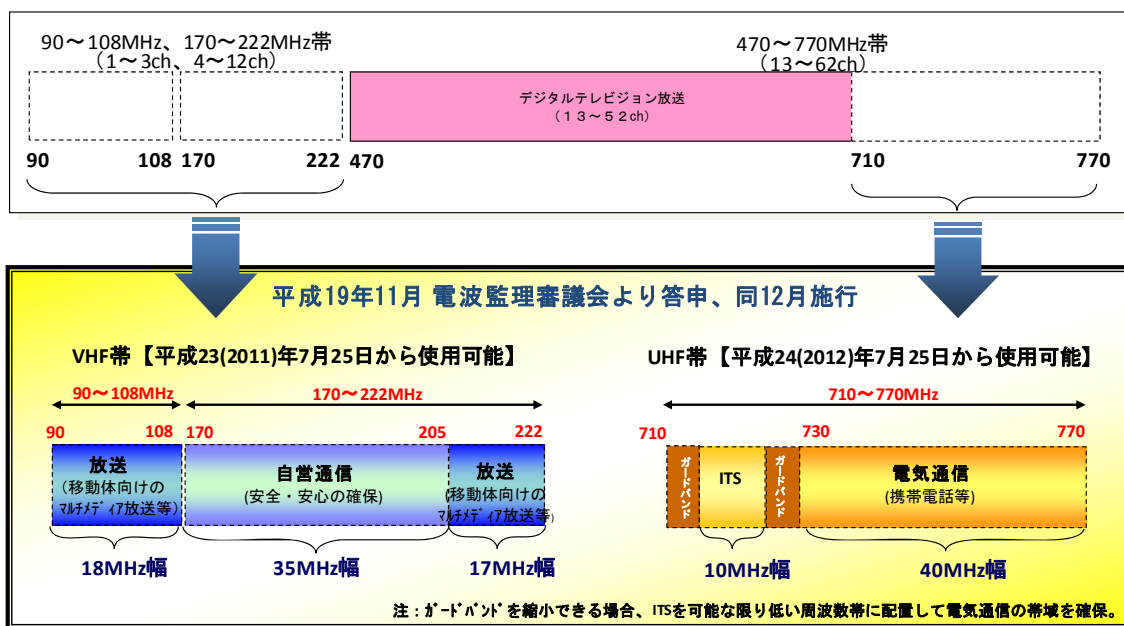 90～108MHz、170～222MHz帯
（1～3ch、4～12ch）
470～770MHz帯
（13～62ch）
デジタルテレビジョン放送
（１３～５２ch）
90
108
170
222
470
710
770
平成19年11月 電波監理審議会より答申、同12月施行
VHF帯【平成23(2011)年7月25日から使用可能】
UHF帯【平成24(2012)年7月25日から使用可能】
90～108MHz
170～222MHz
710～770MHz
90
108
170
205
222
710
730
770
放送
（移動体向けの
ﾏﾙﾁﾒﾃﾞｨｱ放送等）
自営通信
(安全・安心の確保)
放送
(移動体向けの
ﾏﾙﾁﾒﾃﾞｨｱ放送等)
ガードバンド
ITS
ガードバンド
電気通信
(携帯電話等)
18MHz幅
35MHz幅
17MHz幅
10MHz幅
40MHz幅
注：ｶﾞｰﾄﾞﾊﾞﾝﾄﾞを縮小できる場合、ITSを可能な限り低い周波数帯に配置して電気通信の帯域を確保。